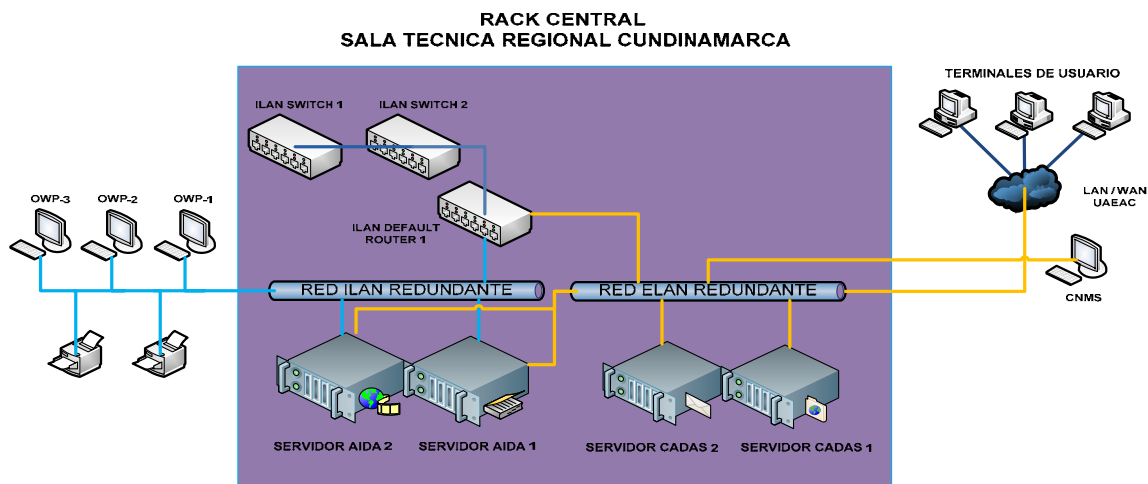 RACK CENTRAL
SALA TECNICA REGIONAL CUNDINAMARCA
TERMINALES DE USUARIO
ILAN SWITCH 1
ILAN SWITCH 2
OWP-3
OWP-2
OWP-1
ILAN DEFAULT
ROUTER 1
LAN / WAN
UAEAC
RED ILAN REDUNDANTE
RED ELAN REDUNDANTE
CNMS
SERVIDOR AIDA 2
SERVIDOR AIDA 1
SERVIDOR CADAS 2
SERVIDOR CADAS 1